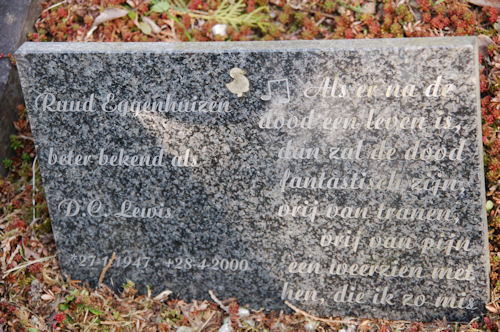 Ruud Eggenhuizen
beter bekend als
D.C. Lewis
*27-1-1947 +28-4-2000
Als er na de
dood een leven is,
dan zal de dood
fantastisch zijn,
vrij van tranen,
vrij van pijn
een weerzien met
hen, die ik zo mis